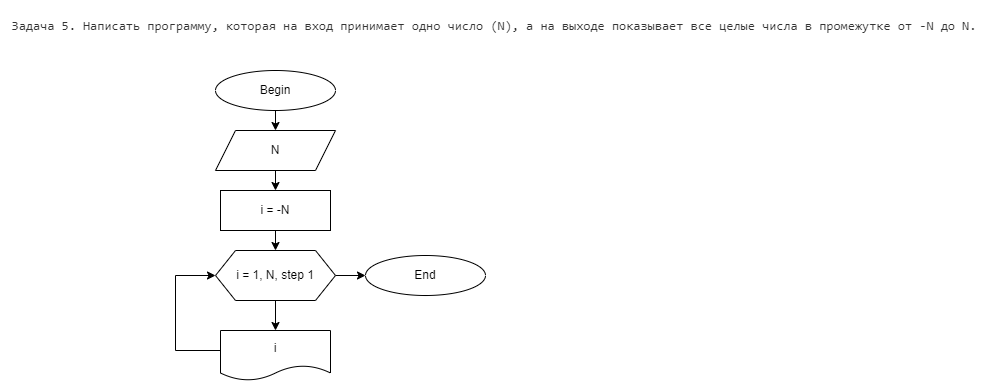 Задача 5. Написать программу, которая на вход принимает одно число (N), а на выходе показывает все целые числа в промежутке от -N до N.
Begin
N
i = -N
i = 1, N, step 1
End
i